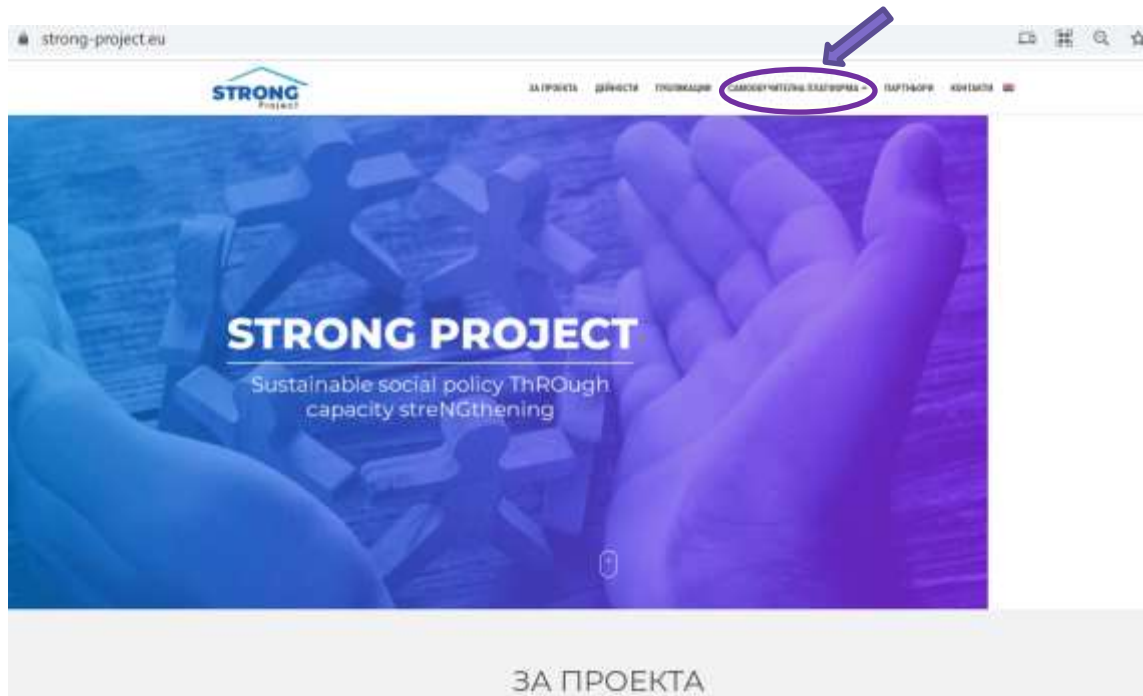 strong-project.eu
STRONG
Project
ЗА ПРОЕКТА ДЕЙНОСТИ ПУБЛИКАЦИИ САМООБУЧИТЕЛНА ПЛАТФОРМА ПАРТНЬОРИ КОНТАКТИ
STRONG PROJECT
Sustainable social policy ThROugh
capacity streNGthening
ЗА ПРОЕКТА